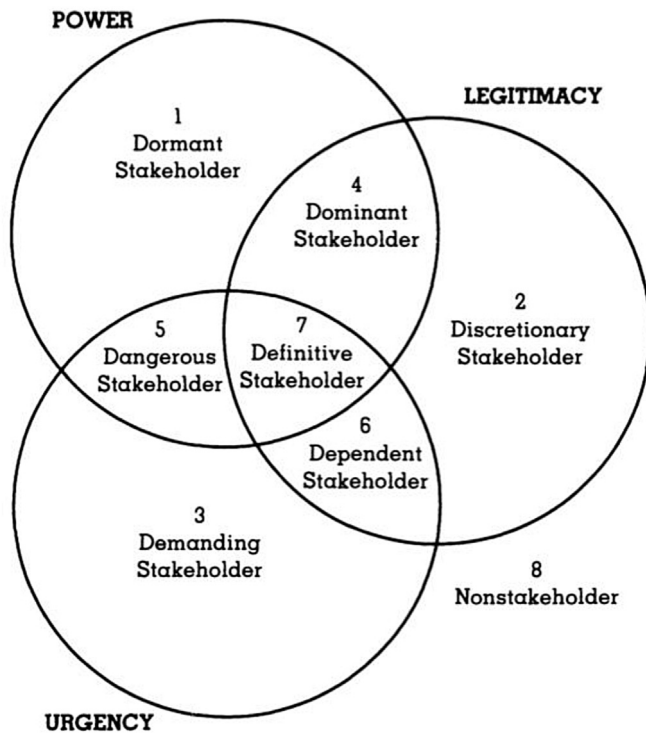 POWER
LEGITIMACY
1
Dormant
Stakeholder
4
Dominant
Stakeholder
2
Discretionary
Stakeholder
5
Dangerous
Stakeholder
7
Definitive
Stakeholder
6
Dependent
Stakeholder
3
Demanding
Stakeholder
8
Nonstakeholder
URGENCY